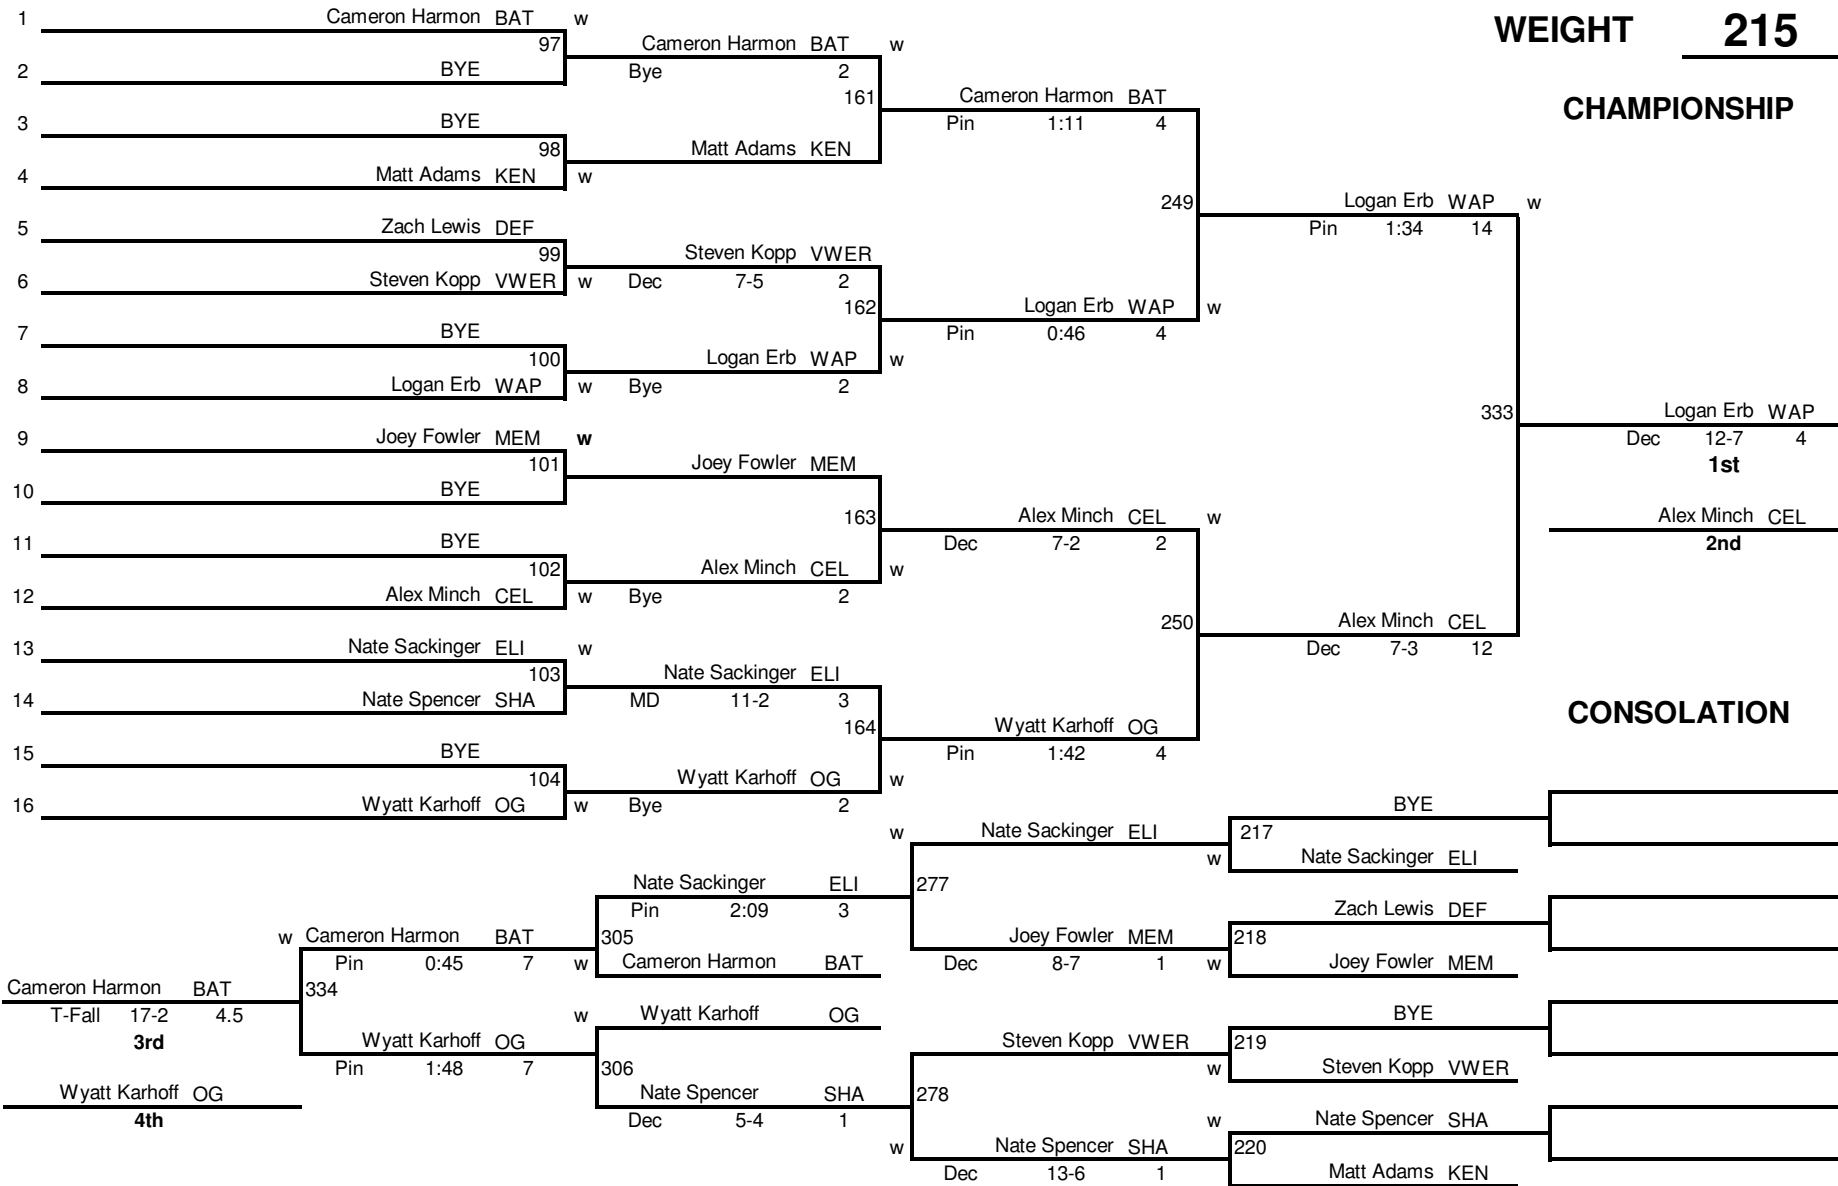 1 Cameron Harmon BAT w
WEIGHT 215
97 Cameron Harmon BAT w
2 BYE Bye 2
161 Cameron Harmon BAT
CHAMPIONSHIP
3 BYE Pin 1:11 4
98 Matt Adams KEN
4 Matt Adams KEN w
249 Logan Erb WAP w
5 Zach Lewis DEF Pin 1:34 14
99 Steven Kopp VWER
6 Steven Kopp VWER w Dec 7-5 2
162 Logan Erb WAP w
7 BYE Pin 0:46 4
100 Logan Erb WAP w
8 Logan Erb WAP w Bye 2
333 Logan Erb WAP
9 Joey Fowler MEM w Dec 12-7 4
101 Joey Fowler MEM 1st
10 BYE
163 Alex Minch CEL w Alex Minch CEL
11 BYE Dec 7-2 2 2nd
102 Alex Minch CEL w
12 Alex Minch CEL w Bye 2
250 Alex Minch CEL
13 Nate Sackinger ELI w Dec 7-3 12
103 Nate Sackinger ELI
14 Nate Spencer SHA MD 11-2 3
CONSOLATION
164 Wyatt Karhoff OG
15 BYE Pin 1:42 4
104 Wyatt Karhoff OG w
16 Wyatt Karhoff OG w Bye 2 BYE
w Nate Sackinger ELI 217
w Nate Sackinger ELI
Nate Sackinger ELI 277
Pin 2:09 3 Zach Lewis DEF
w Cameron Harmon BAT 305 Joey Fowler MEM 218
Pin 0:45 7 w Cameron Harmon BAT Dec 8-7 1 w Joey Fowler MEM
Cameron Harmon BAT 334
T-Fall 17-2 4.5 w Wyatt Karhoff OG BYE
3rd Wyatt Karhoff OG Steven Kopp VWER 219
Pin 1:48 7 306 w Steven Kopp VWER
Wyatt Karhoff OG Nate Spencer SHA 278
4th Dec 5-4 1 w Nate Spencer SHA
w Nate Spencer SHA 220
Dec 13-6 1 Matt Adams KEN